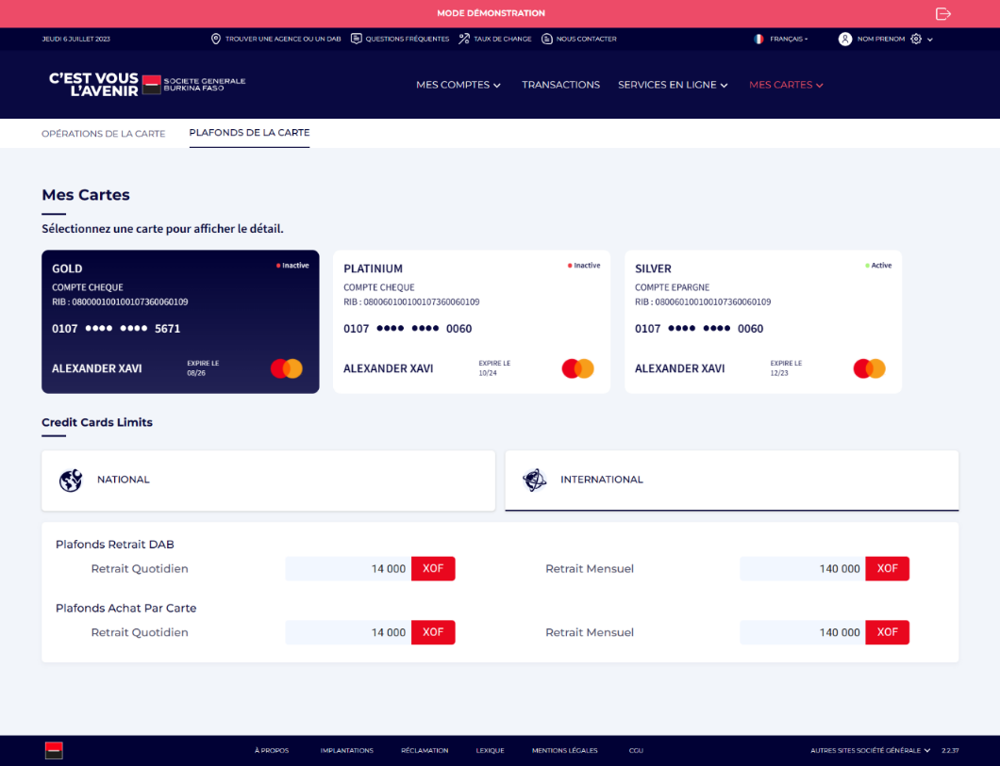 MODE DÉMONSTRATION
JEUDI 6 JUILLET 2023
TROUVER UNE AGENCE OU UN DAB
QUESTIONS FRÉQUENTES
TAUX DE CHANGE
NOUS CONTACTER
FRANÇAIS
NOM PRENOM
C'EST VOUS
L'AVENIR
SOCIETE GENERALE
BURKINA FASO
MES COMPTES
TRANSACTIONS
SERVICES EN LIGNE
MES CARTES
OPÉRATIONS DE LA CARTE
PLAFONDS DE LA CARTE
Mes Cartes
Sélectionnez une carte pour afficher le détail.
GOLD
Inactive
COMPTE CHEQUE
RIB : 080000100100107360060109
0107 •••• •••• 5671
ALEXANDER XAVI
EXPIRE LE
08/26
PLATINIUM
Inactive
COMPTE CHEQUE
RIB : 080060100100107360060109
0107 •••• •••• 0060
ALEXANDER XAVI
EXPIRE LE
10/24
SILVER
Active
COMPTE EPARGNE
RIB : 080060100100107360060109
0107 •••• •••• 0060
ALEXANDER XAVI
EXPIRE LE
12/23
Credit Cards Limits
NATIONAL
INTERNATIONAL
Plafonds Retrait DAB
Retrait Quotidien
14 000 XOF
Retrait Mensuel
140 000 XOF
Plafonds Achat Par Carte
Retrait Quotidien
14 000 XOF
Retrait Mensuel
140 000 XOF
À PROPOS
IMPLANTATIONS
RÉCLAMATION
LEXIQUE
MENTIONS LÉGALES
CGU
AUTRES SITES SOCIÉTÉ GÉNÉRALE
2.2.37